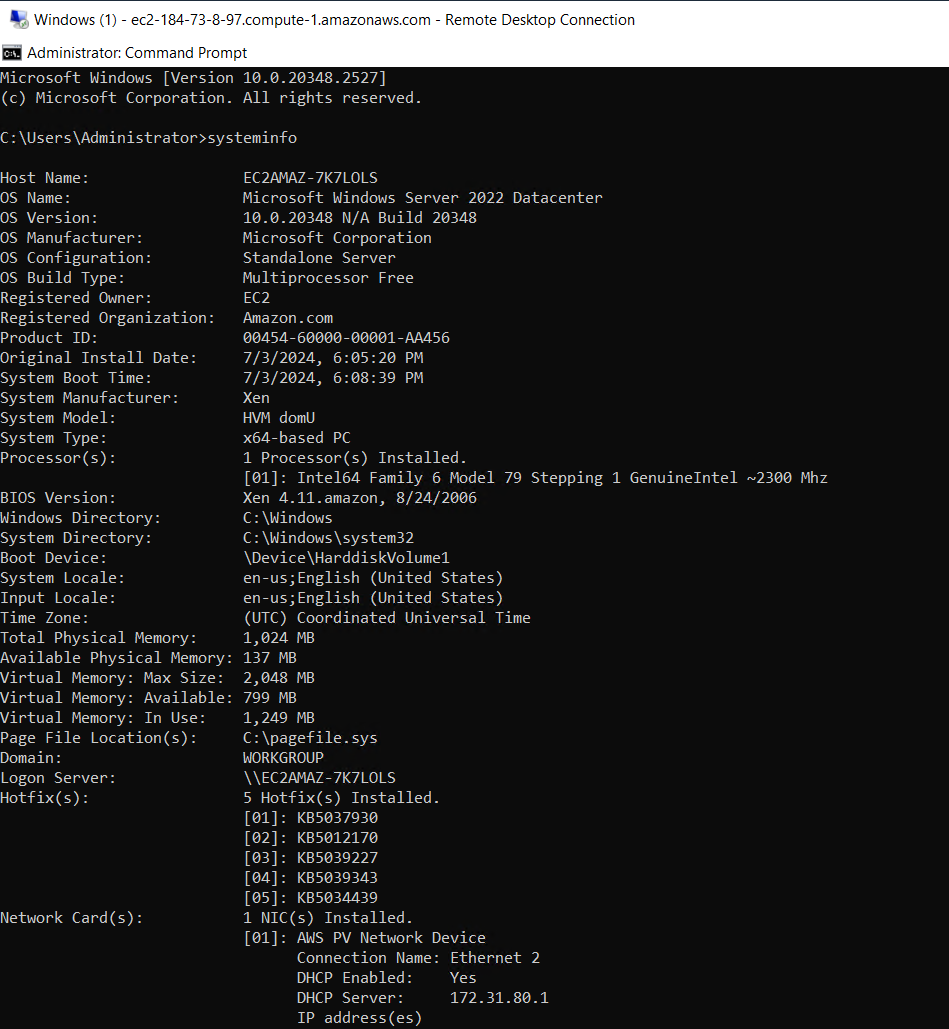 Windows (1) - ec2-184-73-8-97.compute-1.amazonaws.com - Remote Desktop Connection
Administrator: Command Prompt
Microsoft Windows [Version 10.0.20348.2527]
(c) Microsoft Corporation. All rights reserved.
C:\Users\Administrator>systeminfo
Host Name: EC2AMAZ-7K7LOLS
OS Name: Microsoft Windows Server 2022 Datacenter
OS Version: 10.0.20348 N/A Build 20348
OS Manufacturer: Microsoft Corporation
OS Configuration: Standalone Server
OS Build Type: Multiprocessor Free
Registered Owner: EC2
Registered Organization: Amazon.com
Product ID: 00454-60000-00001-AA456
Original Install Date: 7/3/2024, 6:05:20 PM
System Boot Time: 7/3/2024, 6:08:39 PM
System Manufacturer: Xen
System Model: HVM domU
System Type: x64-based PC
Processor(s): 1 Processor(s) Installed.
[01]: Intel64 Family 6 Model 79 Stepping 1 GenuineIntel ~2300 Mhz
BIOS Version: Xen 4.11.amazon, 8/24/2006
Windows Directory: C:\Windows
System Directory: C:\Windows\system32
Boot Device: \Device\HarddiskVolume1
System Locale: en-us;English (United States)
Input Locale: en-us;English (United States)
Time Zone: (UTC) Coordinated Universal Time
Total Physical Memory: 1,024 MB
Available Physical Memory: 137 MB
Virtual Memory: Max Size: 2,048 MB
Virtual Memory: Available: 799 MB
Virtual Memory: In Use: 1,249 MB
Page File Location(s): C:\pagefile.sys
Domain: WORKGROUP
Logon Server: \\EC2AMAZ-7K7LOLS
Hotfix(s): 5 Hotfix(s) Installed.
[01]: KB5037930
[02]: KB5012170
[03]: KB5039227
[04]: KB5039343
[05]: KB5034439
Network Card(s): 1 NIC(s) Installed.
[01]: AWS PV Network Device
Connection Name: Ethernet 2
DHCP Enabled: Yes
DHCP Server: 172.31.80.1
IP address(es)